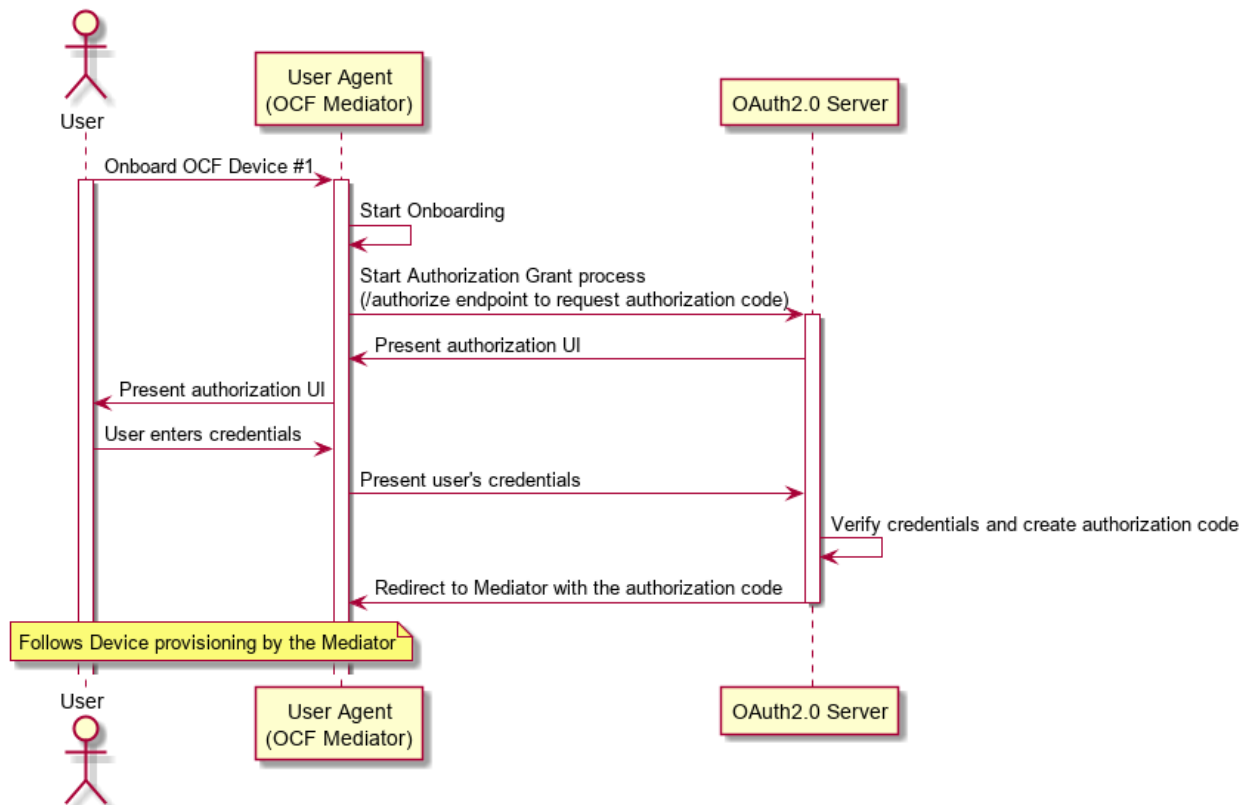 User
User Agent
(OCF Mediator)
OAuth2.0 Server
Onboard OCF Device #1
Start Onboarding
Start Authorization Grant process
(/authorize endpoint to request authorization code)
Present authorization UI
Present authorization UI
User enters credentials
Present user's credentials
Verify credentials and create authorization code
Redirect to Mediator with the authorization code
Follows Device provisioning by the Mediator
User
User Agent
(OCF Mediator)
OAuth2.0 Server